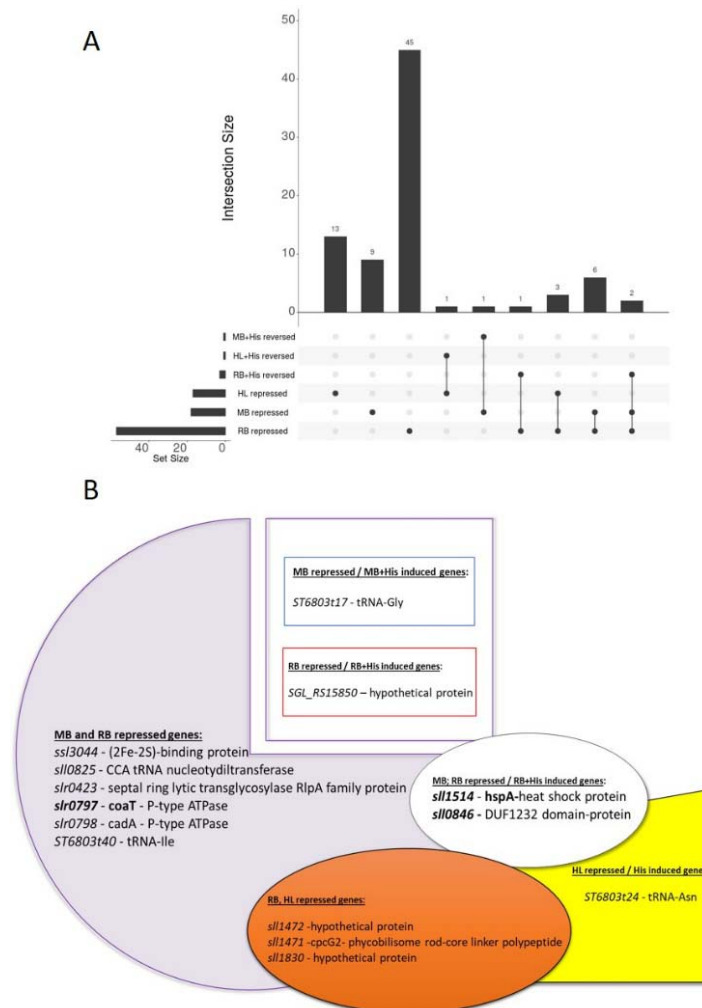 A
50
45
40
Intersection Size
30
20
13
10
9
6
3
2
1
1
1
0
MB+His reversed
HL+His reversed
RB+His reversed
HL repressed
MB repressed
RB repressed
40 20 0
Set Size
B
MB repressed / MB+His induced genes:
ST6803t17 - tRNA-Gly
RB repressed / RB+His induced genes:
SGL_RS15850 – hypothetical protein
MB and RB repressed genes:
ssl3044 - (2Fe-2S)-binding protein
sll0825 - CCA tRNA nucleotydiltransferase
slr0423 - septal ring lytic transglycosylase RlpA family protein
slr0797 - coaT - P-type ATPase
slr0798 - cadA - P-type ATPase
ST6803t40 - tRNA-Ile
MB; RB repressed / RB+His induced genes:
sll1514 - hspA-heat shock protein
sll0846 - DUF1232 domain-protein
HL repressed / His induced gene
ST6803t24 - tRNA-Asn
RB, HL repressed genes:
sll1472 -hypothetical protein
sll1471 -cpcG2- phycobilisome rod-core linker polypeptide
sll1830 - hypothetical protein